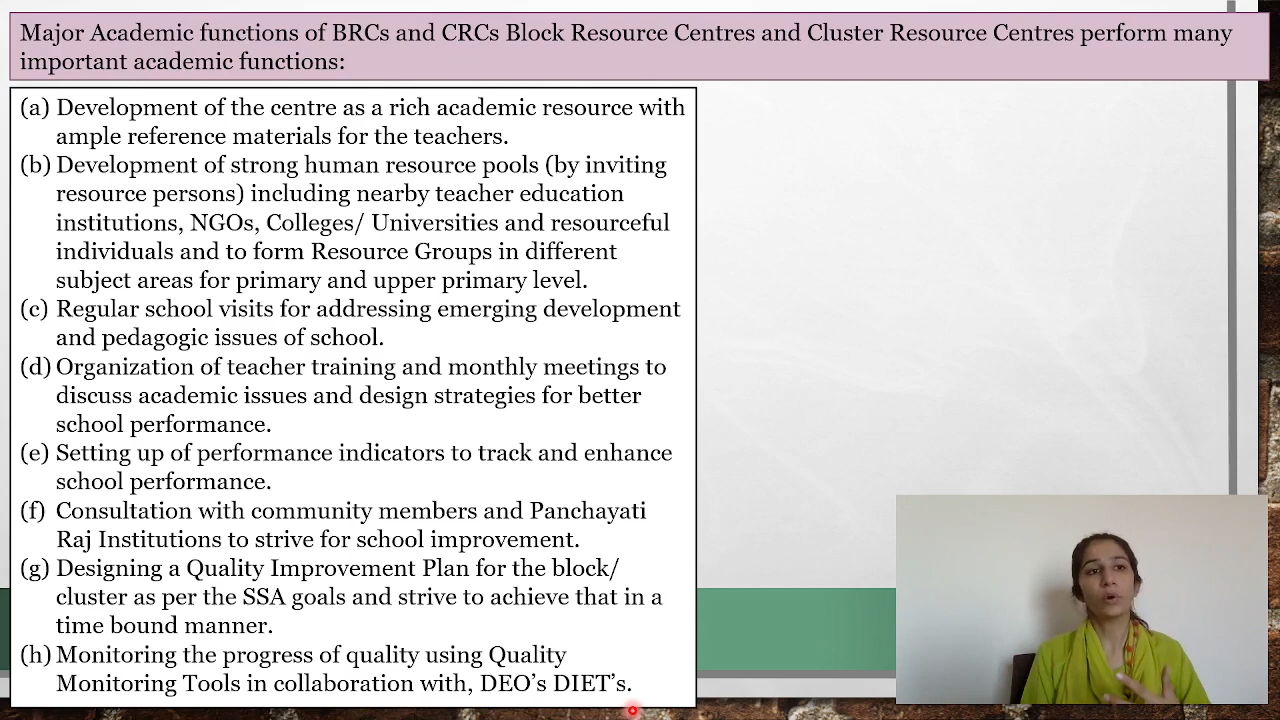 Major Academic functions of BRCs and CRCs Block Resource Centres and Cluster Resource Centres perform many
important academic functions:
(a) Development of the centre as a rich academic resource with
ample reference materials for the teachers.
(b) Development of strong human resource pools (by inviting
resource persons) including nearby teacher education
institutions, NGOs, Colleges/ Universities and resourceful
individuals and to form Resource Groups in different
subject areas for primary and upper primary level.
(c) Regular school visits for addressing emerging development
and pedagogic issues of school.
(d) Organization of teacher training and monthly meetings to
discuss academic issues and design strategies for better
school performance.
(e) Setting up of performance indicators to track and enhance
school performance.
(f) Consultation with community members and Panchayati
Raj Institutions to strive for school improvement.
(g) Designing a Quality Improvement Plan for the block/
cluster as per the SSA goals and strive to achieve that in a
time bound manner.
(h) Monitoring the progress of quality using Quality
Monitoring Tools in collaboration with, DEO's DIET's.